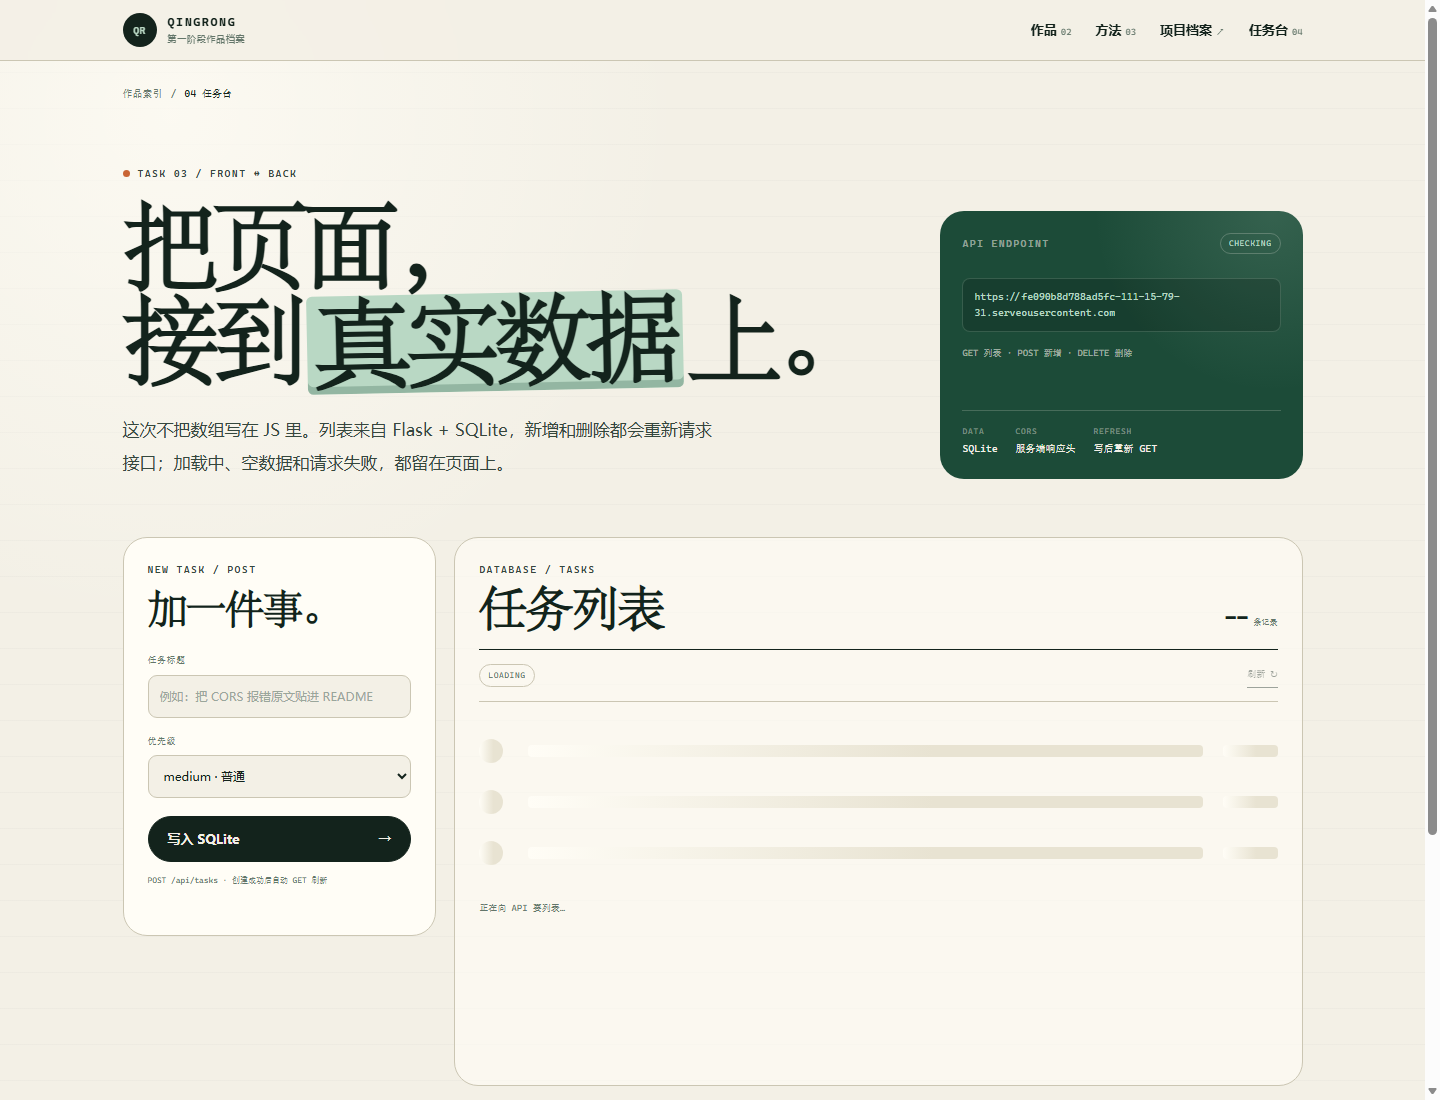 QR
QINGRONG
第一阶段作品档案
作品 02
方法 03
项目档案 ↗
任务台 04
作品索引 / 04 任务台
TASK 03 / FRONT ↔ BACK
把页面，
接到真实数据上。
这次不把数组写在 JS 里。列表来自 Flask + SQLite，新增和删除都会重新请求
接口；加载中、空数据和请求失败，都留在页面上。
API ENDPOINT
CHECKING
https://fe090b8d788ad5fc-111-15-79-
31.serveousercontent.com
GET 列表 · POST 新增 · DELETE 删除
DATA
SQLite
CORS
服务端响应头
REFRESH
写后重新 GET
NEW TASK / POST
加一件事。
任务标题
例如：把 CORS 报错原文贴进 README
优先级
medium · 普通
写入 SQLite →
POST /api/tasks · 创建成功后自动 GET 刷新
DATABASE / TASKS
任务列表
-- 条记录
LOADING
刷新 ↻
正在向 API 要列表…